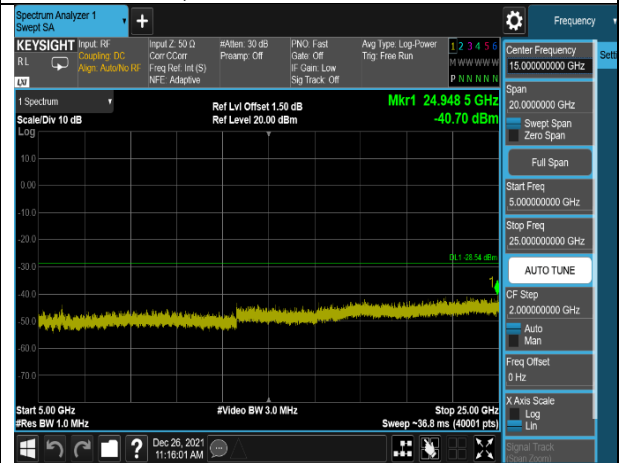 Spectrum Analyzer 1
Swept SA
+
Frequency
KEYSIGHT
RL
Input: RF
Coupling: DC
Align: Auto/No RF
Input Z: 50 Ω
Corr CCorr
Freq Ref: Int (S)
NFE: Adaptive
#Atten: 30 dB
Preamp: Off
PNO: Fast
Gate: Off
IF Gain: Low
Sig Track: Off
Avg Type: Log-Power
Trig: Free Run
1 2 3 4 5 6
M W W W W W
P N N N N N
1 Spectrum
Scale/Div 10 dB
Log
Ref Lvl Offset 1.50 dB
Ref Level 20.00 dBm
Mkr1 24.948 5 GHz
-40.70 dBm
10.0
0.00
-10.0
-20.0
-30.0
-40.0
-50.0
-60.0
-70.0
DL1 -28.54 dBm
1
Start 5.00 GHz
#Res BW 1.0 MHz
#Video BW 3.0 MHz
Stop 25.00 GHz
Sweep ~36.8 ms (40001 pts)
?
Dec 26, 2021
11:16:01 AM
Center Frequency
15.000000000 GHz
Span
20.0000000 GHz
Swept Span
Zero Span
Full Span
Start Freq
5.000000000 GHz
Stop Freq
25.000000000 GHz
AUTO TUNE
CF Step
2.000000000 GHz
Auto
Man
Freq Offset
0 Hz
X Axis Scale
Log
Lin
Signal Track
(Span Zoom)
Setti